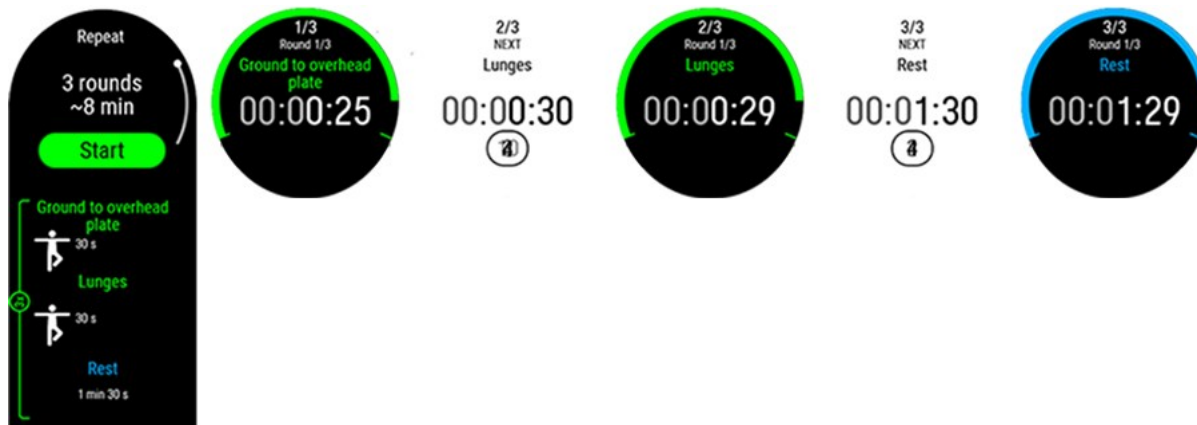 Repeat
3 rounds
~8 min
Start
Ground to overhead
plate
30 s
Lunges
30 s
Rest
1 min 30 s
1/3
Round 1/3
Ground to overhead
plate
00:00:25
2/3
NEXT
Lunges
00:00:30
2/3
Round 1/3
Lunges
00:00:29
3/3
NEXT
Rest
00:01:30
3/3
Round 1/3
Rest
00:01:29